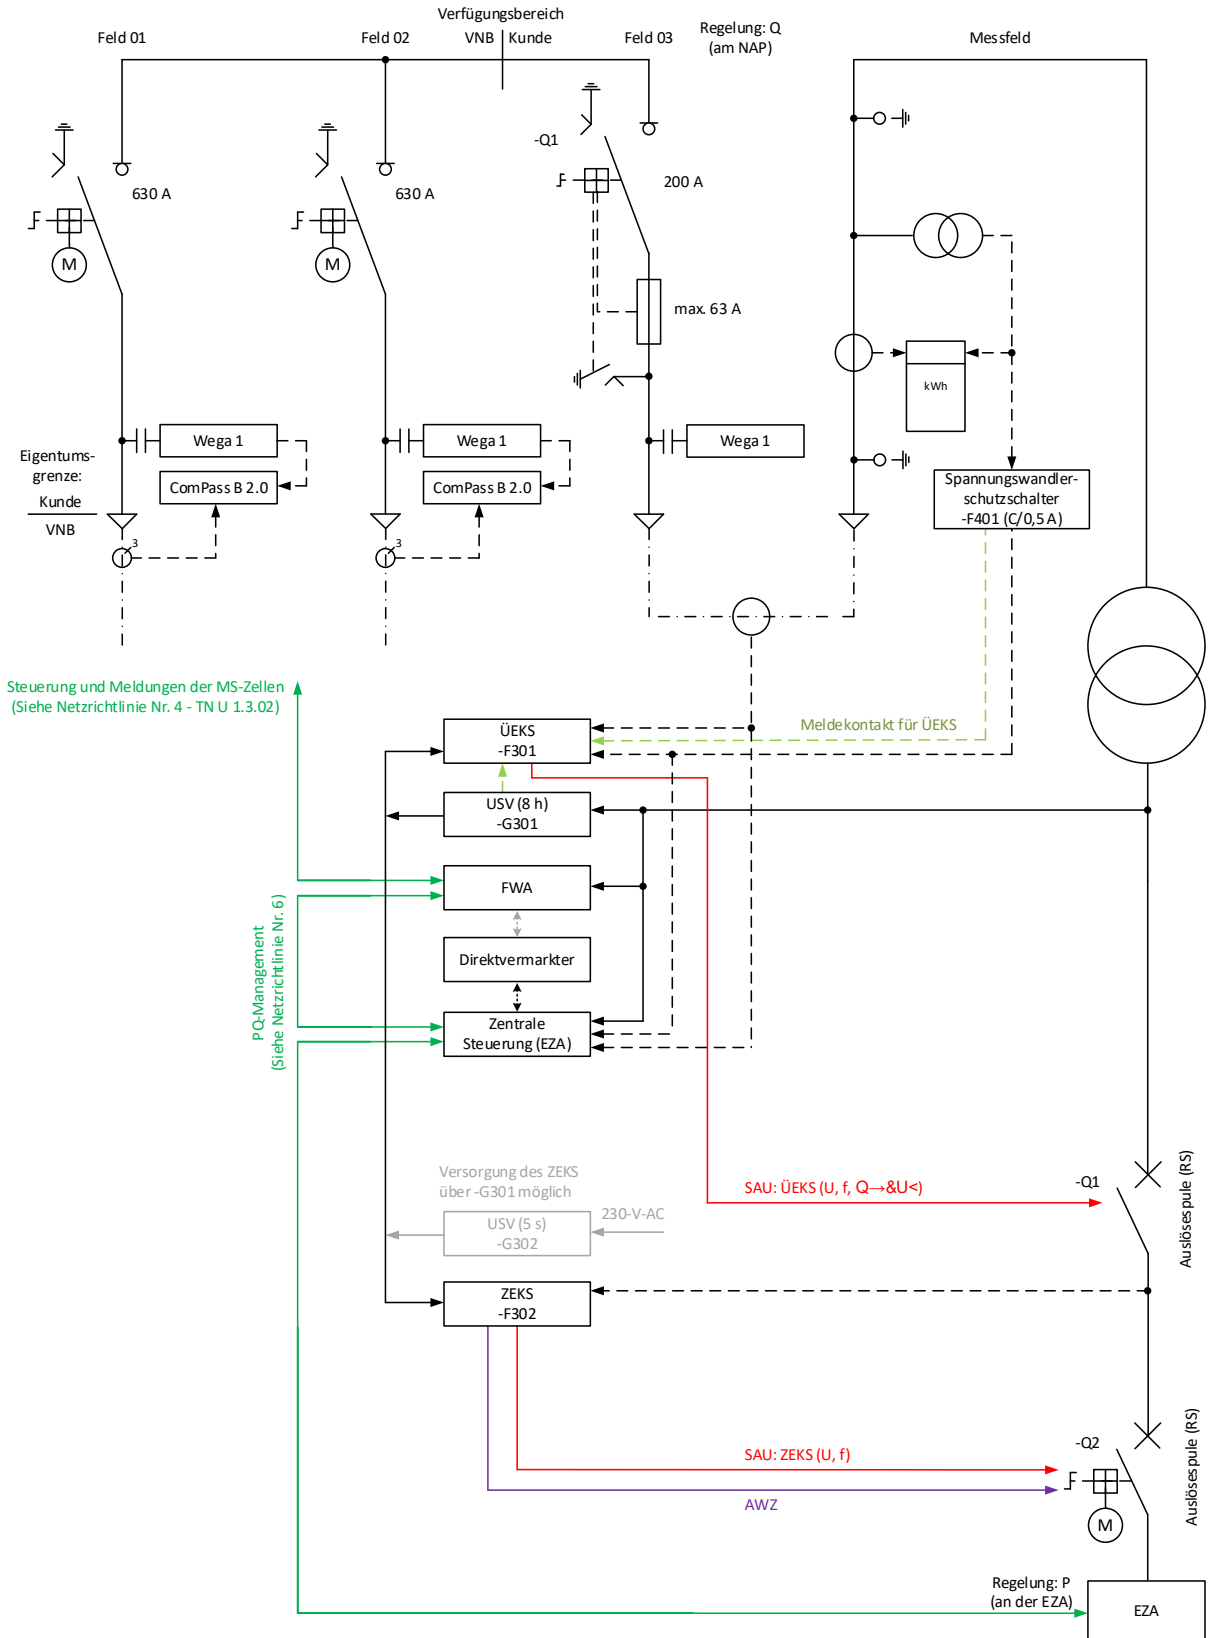 Verfügungsbereich
VNB
Kunde
Feld 01
Feld 02
Feld 03
Regelung: Q
(am NAP)
Messfeld
-Q1
630 A
630 A
200 A
M
M
max. 63 A
kWh
Wega 1
Wega 1
Wega 1
Eigentums-
grenze:
Kunde
VNB
ComPass B 2.0
ComPass B 2.0
3
3
Spannungswandler-
schutzschalter
-F401 (C/0,5 A)
Steuerung und Meldungen der MS-Zellen
(Siehe Netzrichtlinie Nr. 4 - TN U 1.3.02)
Meldekontakt für ÜEKS
ÜEKS
-F301
USV (8 h)
-G301
FWA
Direktvermarkter
Zentrale
Steuerung (EZA)
PQ-Management
(Siehe Netzrichtlinie Nr. 6)
Versorgung des ZEKS
über -G301 möglich
USV (5 s)
-G302
230-V-AC
SAU: ÜEKS (U, f, Q→&U<)
-Q1
Auslösespule (RS)
ZEKS
-F302
SAU: ZEKS (U, f)
AWZ
-Q2
M
Auslösespule (RS)
Regelung: P
(an der EZA)
EZA